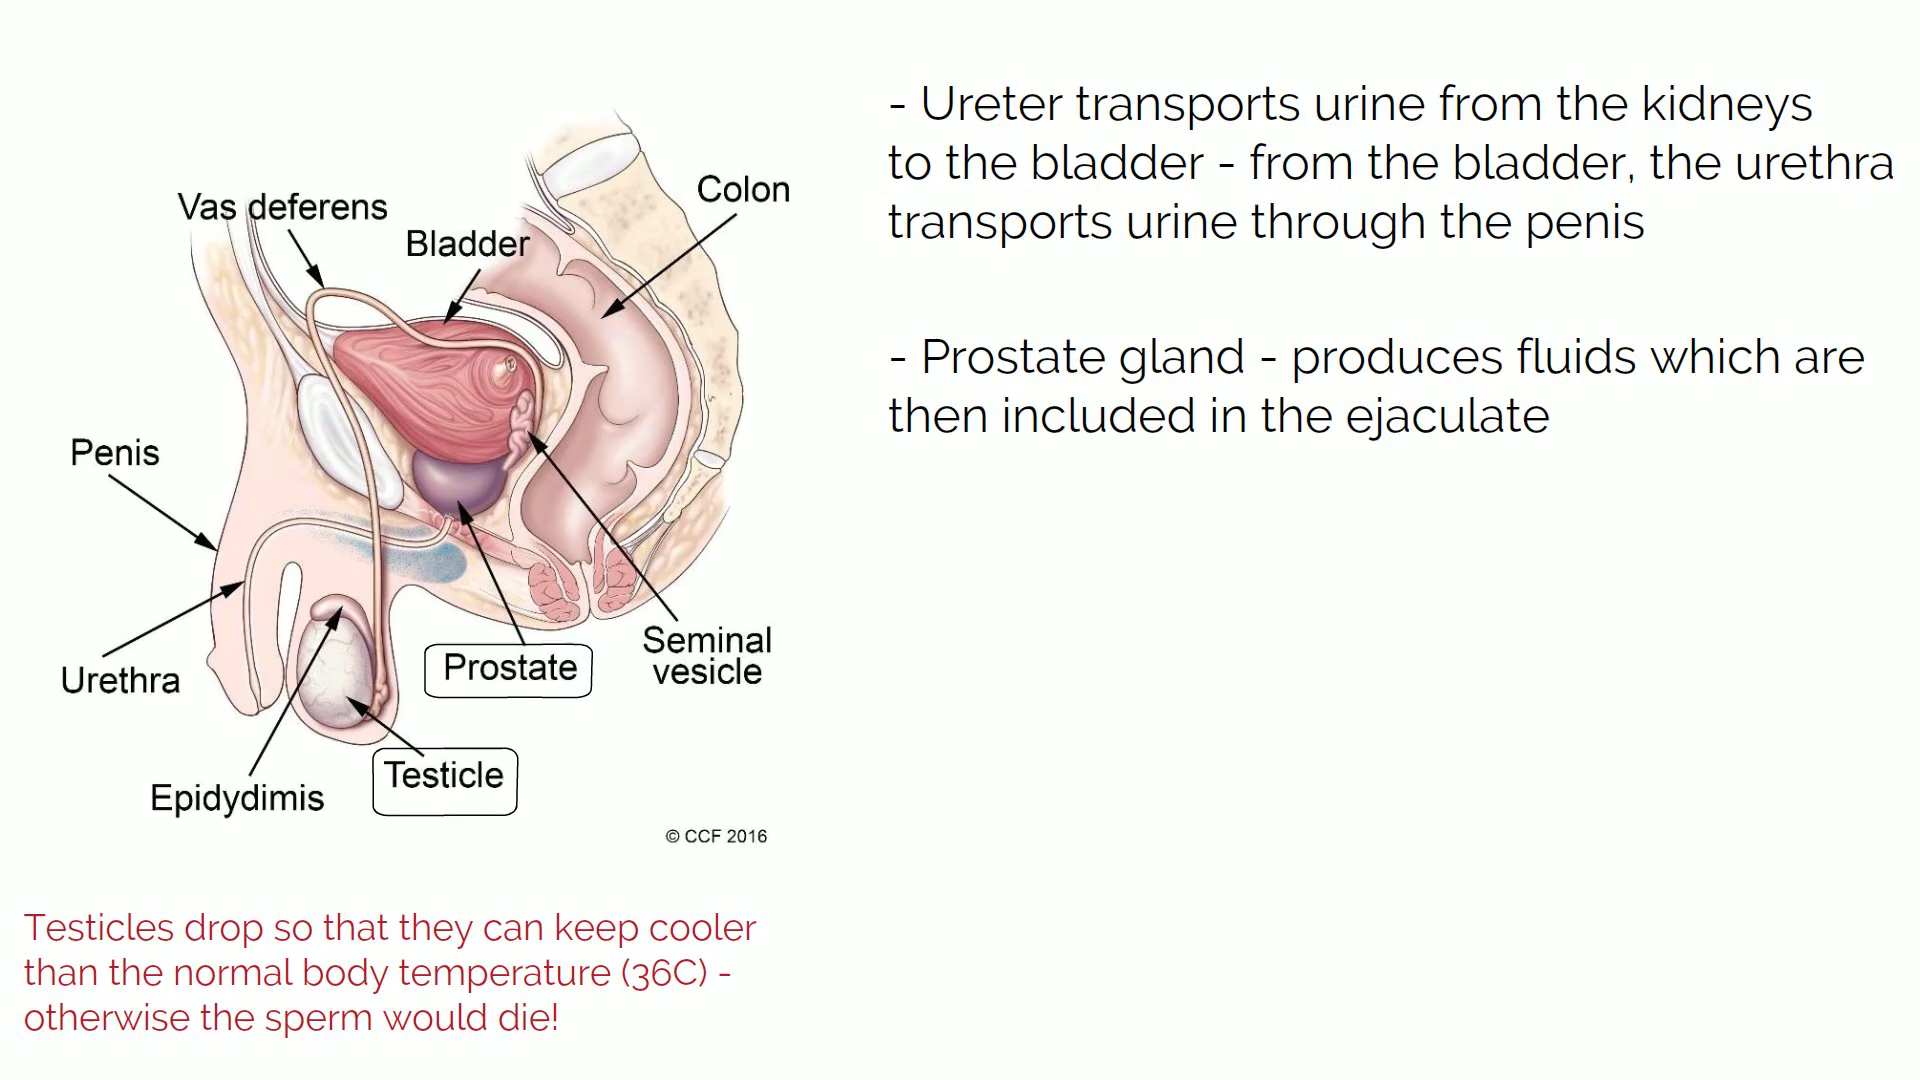 Vas deferens
Bladder
Colon
Penis
Urethra
Prostate
Seminal
vesicle
Epidydimis
Testicle
© CCF 2016
Testicles drop so that they can keep cooler
than the normal body temperature (36C) -
otherwise the sperm would die!
- Ureter transports urine from the kidneys
to the bladder - from the bladder, the urethra
transports urine through the penis
- Prostate gland - produces fluids which are
then included in the ejaculate